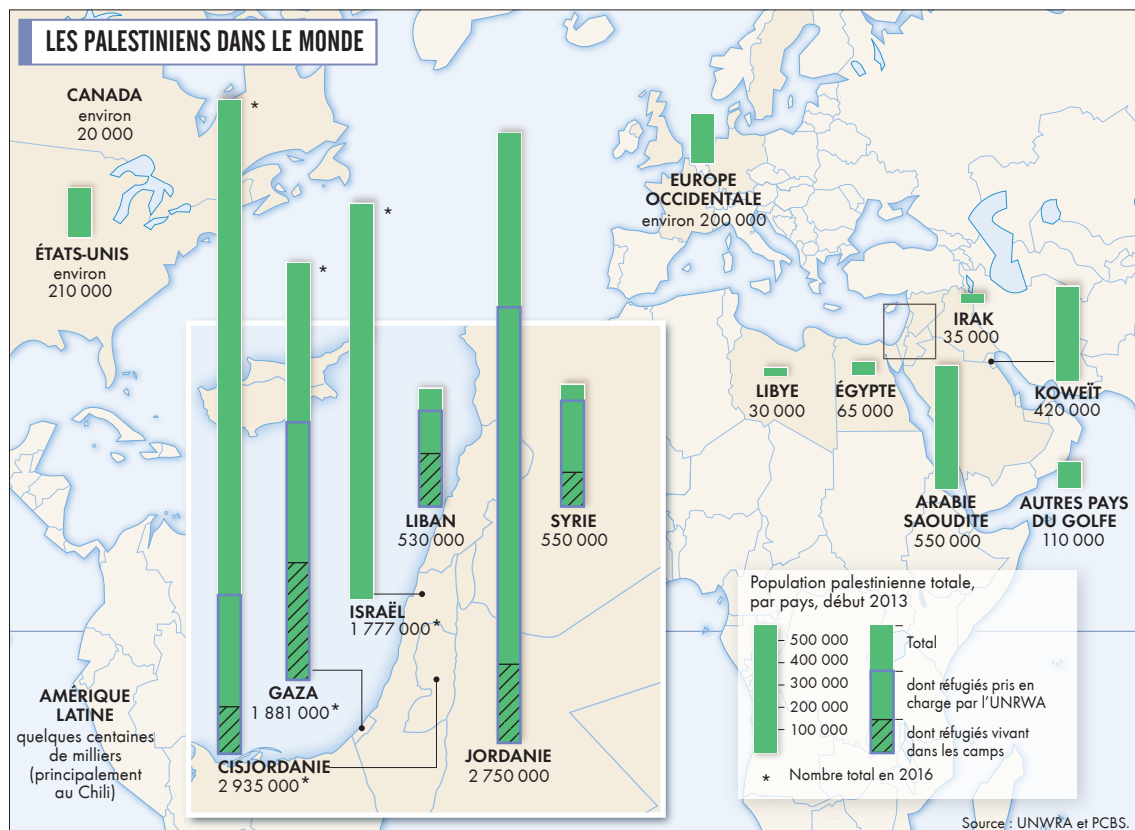 LES PALESTINIENS DANS LE MONDE
CANADA
environ
20 000
*
ÉTATS-UNIS
environ
210 000
*
*
EUROPE
OCCIDENTALE
environ 200 000
IRAK
35 000
LIBYE
30 000
ÉGYPTE
65 000
KOWEÏT
420 000
ARABIE
SAOUDITE
550 000
AUTRES PAYS
DU GOLFE
110 000
LIBAN
530 000
SYRIE
550 000
ISRAËL
1 777 000*
GAZA
1 881 000*
CISJORDANIE
2 935 000*
JORDANIE
2 750 000
AMÉRIQUE
LATINE
quelques centaines
de milliers
(principalement
au Chili)
Population palestinienne totale,
par pays, début 2013
500 000
400 000
300 000
200 000
100 000
Total
dont réfugiés pris en
charge par l'UNRWA
dont réfugiés vivant
dans les camps
* Nombre total en 2016
Source : UNWRA et PCBS.